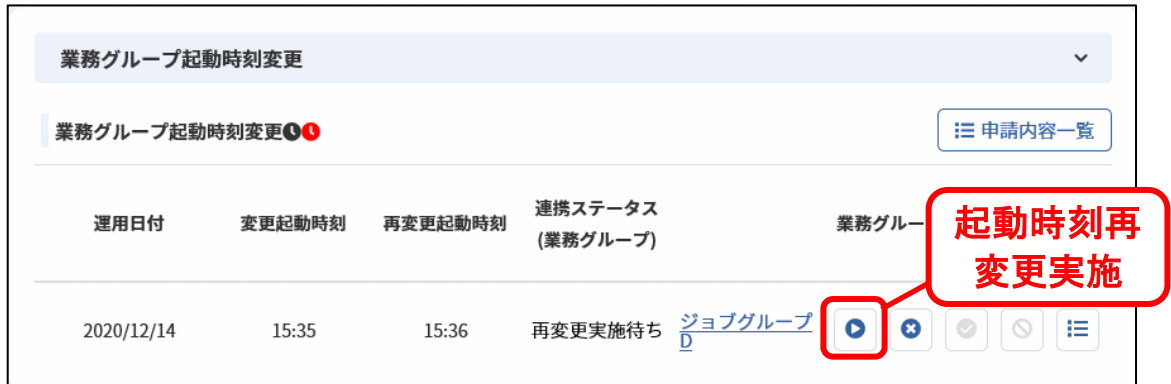 業務グループ起動時刻変更
業務グループ起動時刻変更
申請内容一覧
運用日付
変更起動時刻
再変更起動時刻
連携ステータス
(業務グループ)
業務グルー
起動時刻再
変更実施
2020/12/14
15:35
15:36
再変更実施待ち
ジョブグループ
D